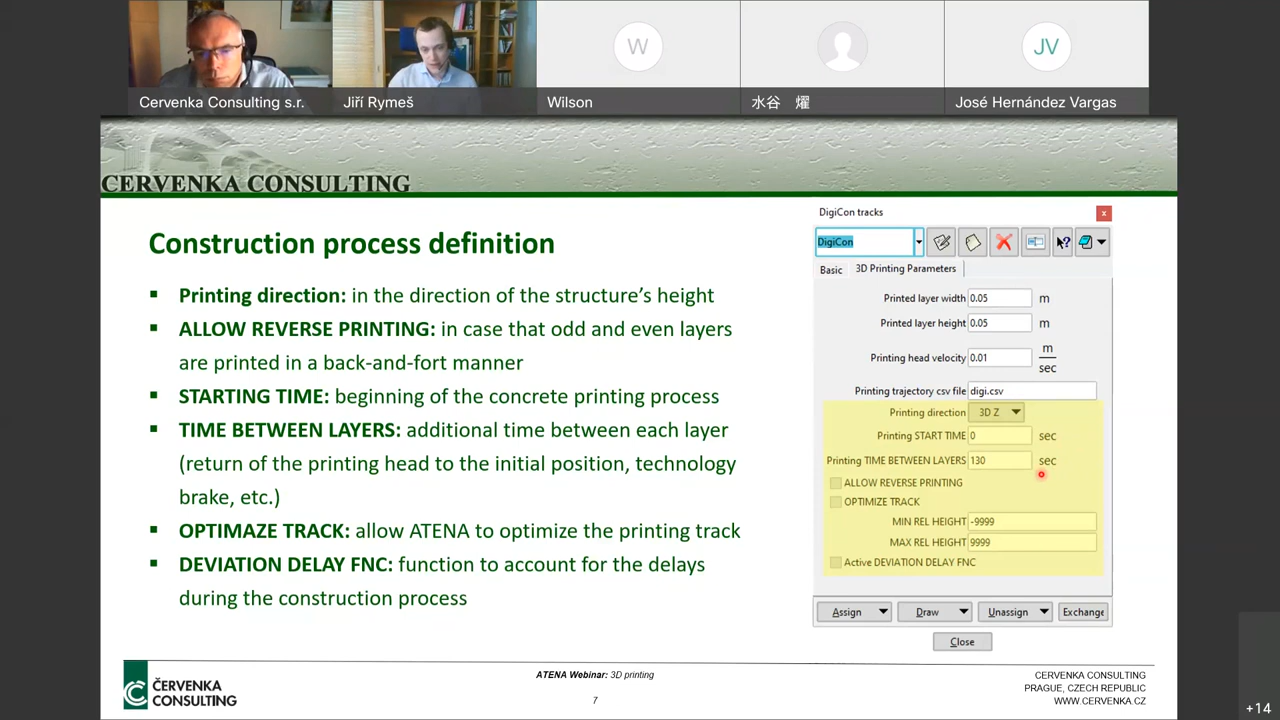 W
JV
Cervenka Consulting s.r.
Jiří Rymeš
Wilson
水谷 燿
José Hernández Vargas
CERVENKA CONSULTING
Construction process definition
▪ Printing direction: in the direction of the structure's height
▪ ALLOW REVERSE PRINTING: in case that odd and even layers
are printed in a back-and-fort manner
▪ STARTING TIME: beginning of the concrete printing process
▪ TIME BETWEEN LAYERS: additional time between each layer
(return of the printing head to the initial position, technology
brake, etc.)
▪ OPTIMAZE TRACK: allow ATENA to optimize the printing track
▪ DEVIATION DELAY FNC: function to account for the delays
during the construction process
DigiCon tracks
x
DigiCon
Basic 3D Printing Parameters
Printed layer width 0.05 m
Printed layer height 0.05 m
Printing head velocity 0.01 m
sec
Printing trajectory csv file digi.csv
Printing direction 3D Z
Printing START TIME 0 sec
Printing TIME BETWEEN LAYERS 130 sec
ALLOW REVERSE PRINTING
OPTIMIZE TRACK
MIN REL HEIGHT -9999
MAX REL HEIGHT 9999
Active DEVIATION DELAY FNC
Assign Draw Unassign Exchange
Close
ČERVENKA
CONSULTING
ATENA Webinar: 3D printing
7
CERVENKA CONSULTING
PRAGUE, CZECH REPUBLIC
WWW.CERVENKA.CZ
+14